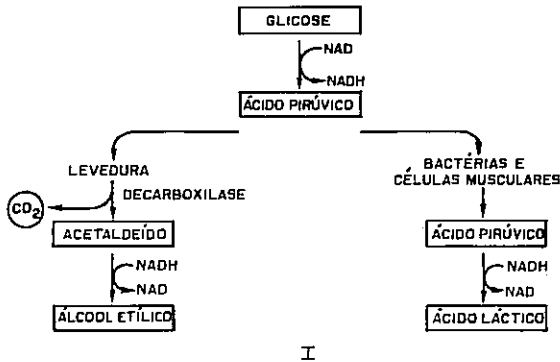 GLICOSE
NAD
NADH
ÁCIDO PIRÚVICO
LEVEDURA
DECARBOXILASE
CO2
ACETALDEÍDO
NADH
NAD
ÁLCOOL ETÍLICO
BACTÉRIAS E
CÉLULAS MUSCULARES
ÁCIDO PIRÚVICO
NADH
NAD
ÁCIDO LÁCTICO
I